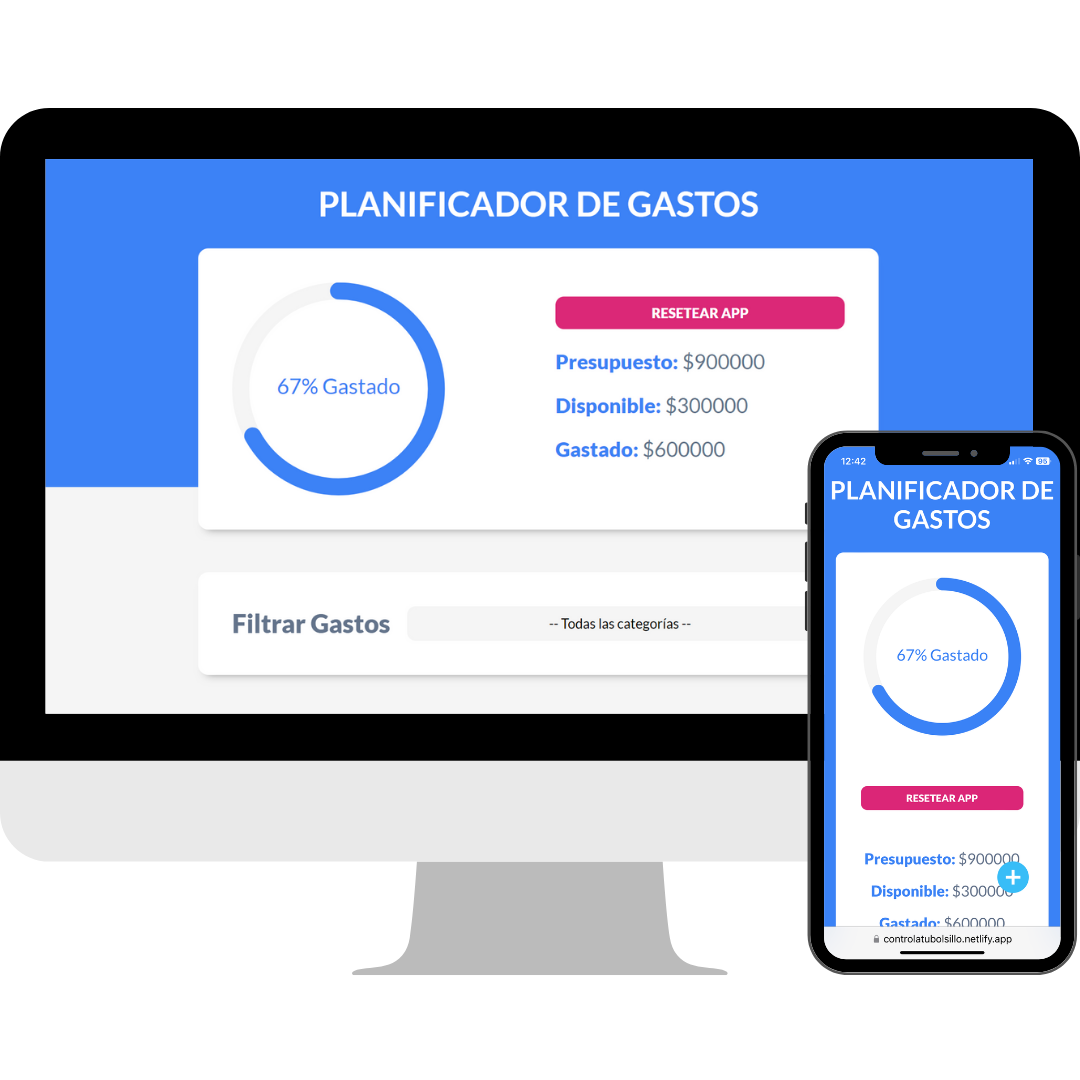 PLANIFICADOR DE GASTOS
67% Gastado
RESETEAR APP
Presupuesto: $900000
Disponible: $300000
Gastado: $600000
Filtrar Gastos
-- Todas las categorías --
12:42
95
PLANIFICADOR DE
GASTOS
67% Gastado
RESETEAR APP
Presupuesto: $900000
Disponible: $300000
+
Gastado: $600000
controlatubolsillo.netlify.app